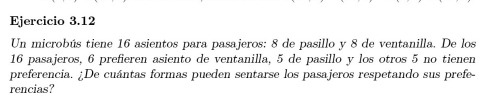 Ejercicio 3.12
Un microbús tiene 16 asientos para pasajeros: 8 de pasillo y 8 de ventanilla. De los
16 pasajeros, 6 prefieren asiento de ventanilla, 5 de pasillo y los otros 5 no tienen
preferencia. ¿De cuántas formas pueden sentarse los pasajeros respetando sus prefe-
rencias?